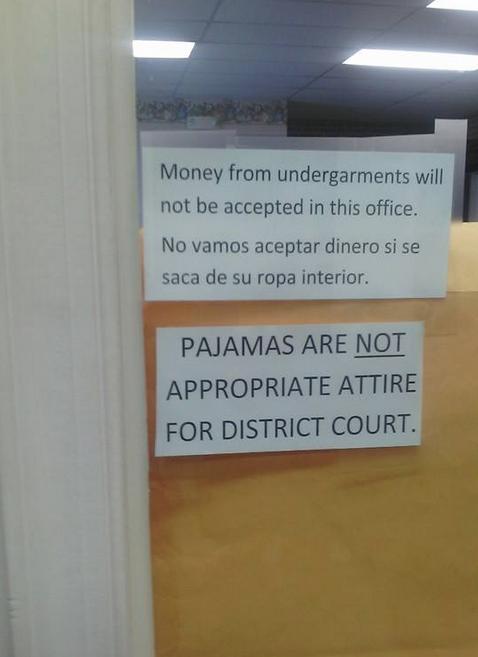 Money from undergarments will
not be accepted in this office.
No vamos aceptar dinero si se
saca de su ropa interior.
PAJAMAS ARE NOT
APPROPRIATE ATTIRE
FOR DISTRICT COURT.